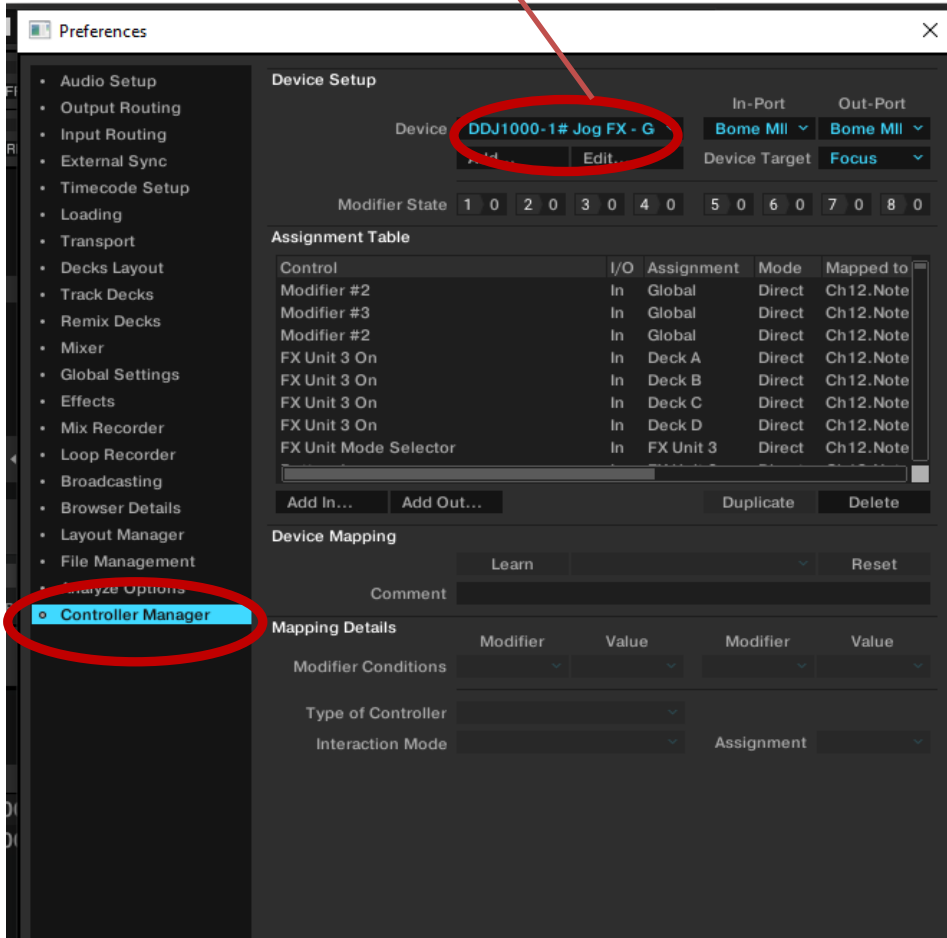 Preferences
Audio Setup
Output Routing
Input Routing
External Sync
Timecode Setup
Loading
Transport
Decks Layout
Track Decks
Remix Decks
Mixer
Global Settings
Effects
Mix Recorder
Loop Recorder
Broadcasting
Browser Details
Layout Manager
File Management
Analyze Options
Controller Manager
Device Setup
In-Port Out-Port
Device DDJ1000-1# Jog FX - G Bome MII Bome MII
Add... Edit... Device Target Focus
Modifier State 1 0 2 0 3 0 4 0 5 0 6 0 7 0 8 0
Assignment Table
Control I/O Assignment Mode Mapped to
Modifier #2 In Global Direct Ch12.Note
Modifier #3 In Global Direct Ch12.Note
Modifier #2 In Global Direct Ch12.Note
FX Unit 3 On In Deck A Direct Ch12.Note
FX Unit 3 On In Deck B Direct Ch12.Note
FX Unit 3 On In Deck C Direct Ch12.Note
FX Unit 3 On In Deck D Direct Ch12.Note
FX Unit Mode Selector In FX Unit 3 Direct Ch12.Note
Add In... Add Out... Duplicate Delete
Device Mapping
Learn Reset
Comment
Mapping Details
Modifier Value Modifier Value
Modifier Conditions
Type of Controller
Interaction Mode Assignment